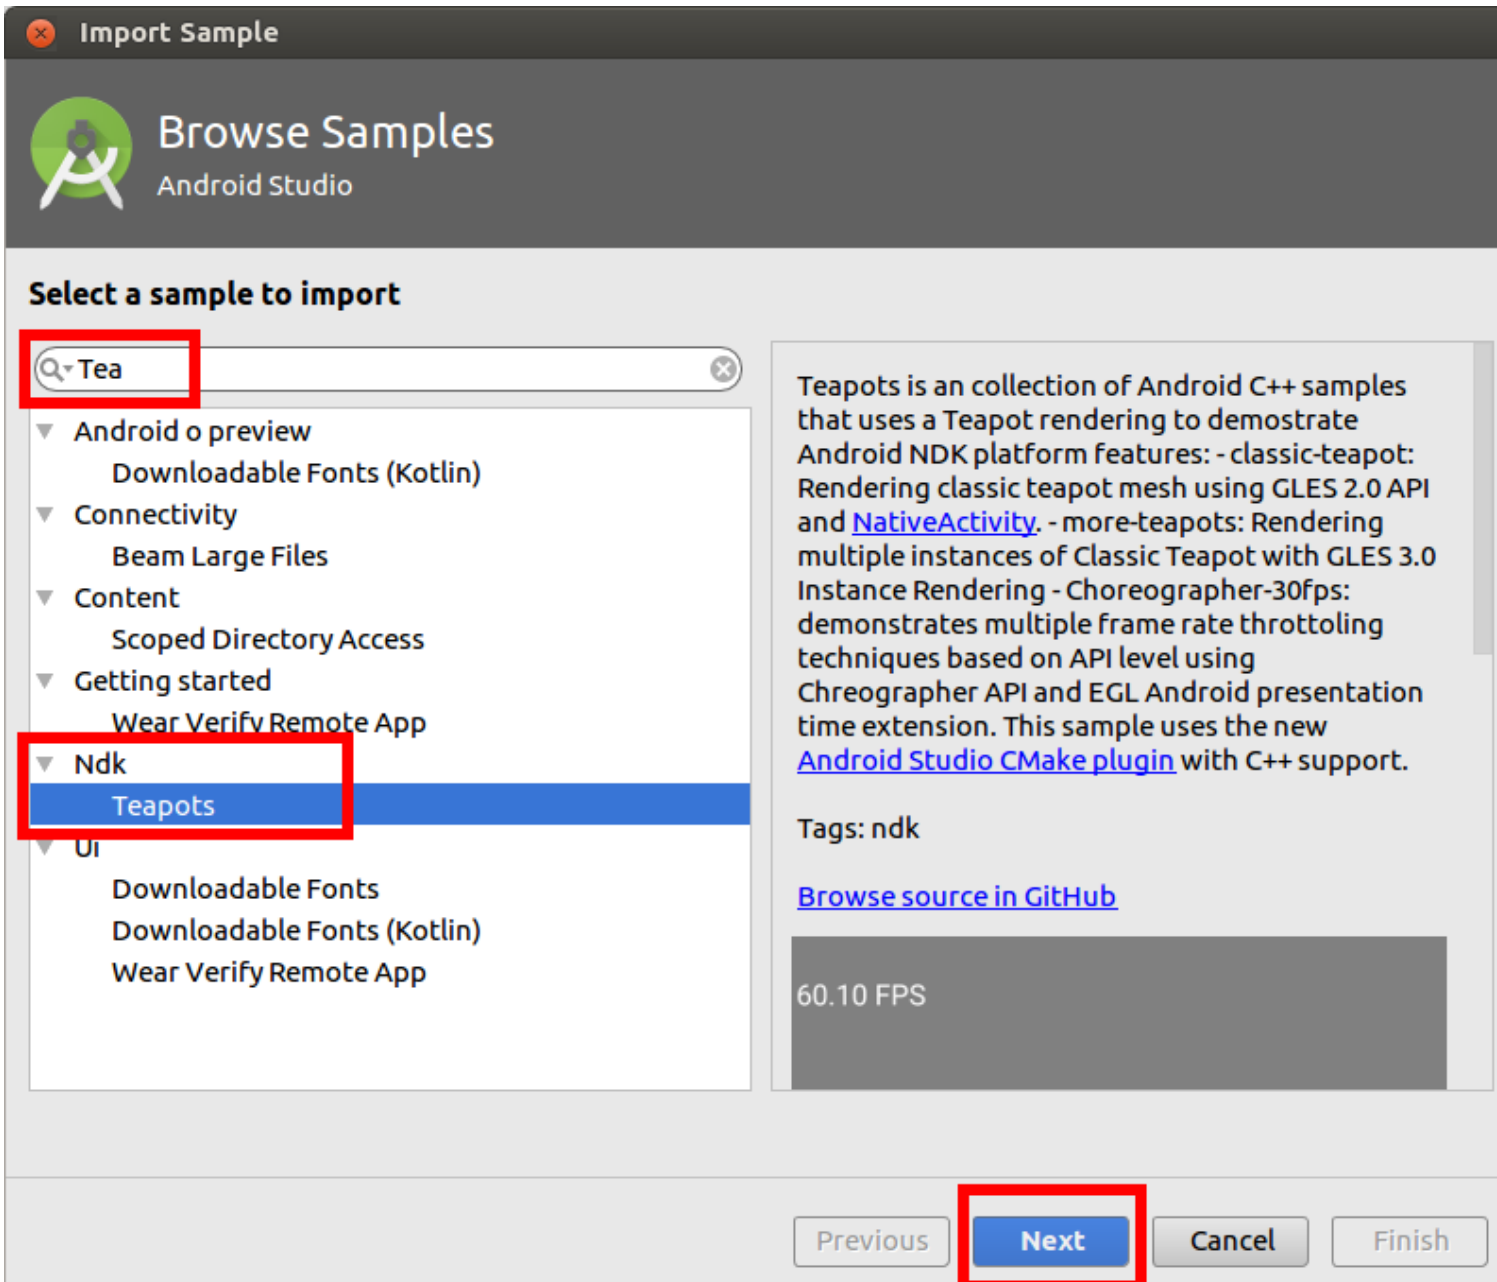 Import Sample
Browse Samples
Android Studio
Select a sample to import
Tea
Android o preview
Downloadable Fonts (Kotlin)
Connectivity
Beam Large Files
Content
Scoped Directory Access
Getting started
Wear Verify Remote App
Ndk
Teapots
Ui
Downloadable Fonts
Downloadable Fonts (Kotlin)
Wear Verify Remote App
Teapots is an collection of Android C++ samples
that uses a Teapot rendering to demostrate
Android NDK platform features: - classic-teapot:
Rendering classic teapot mesh using GLES 2.0 API
and NativeActivity. - more-teapots: Rendering
multiple instances of Classic Teapot with GLES 3.0
Instance Rendering - Choreographer-30fps:
demonstrates multiple frame rate throttoling
techniques based on API level using
Chreographer API and EGL Android presentation
time extension. This sample uses the new
Android Studio CMake plugin with C++ support.
Tags: ndk
Browse source in GitHub
60.10 FPS
Previous
Next
Cancel
Finish